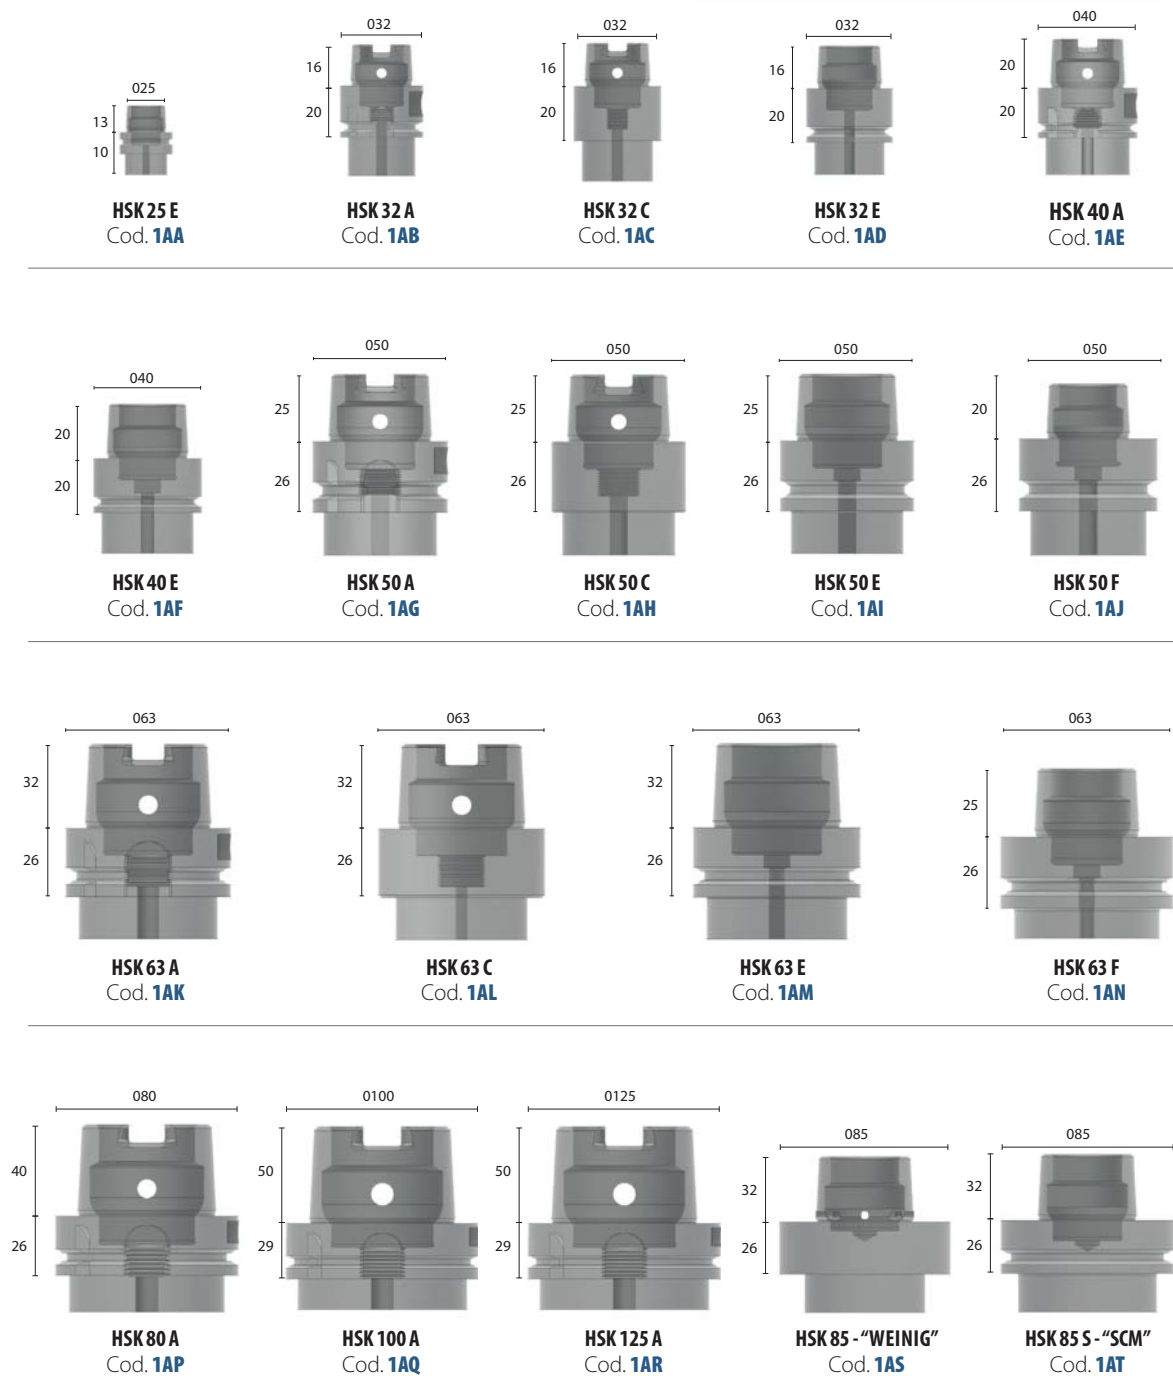 025
13
10
HSK 25 E
Cod. 1AA
032
16
20
HSK 32 A
Cod. 1AB
032
16
20
HSK 32 C
Cod. 1AC
032
16
20
HSK 32 E
Cod. 1AD
040
20
20
HSK 40 A
Cod. 1AE
040
20
20
HSK 40 E
Cod. 1AF
050
25
26
HSK 50 A
Cod. 1AG
050
25
26
HSK 50 C
Cod. 1AH
050
25
26
HSK 50 E
Cod. 1AI
050
20
26
HSK 50 F
Cod. 1AJ
063
32
26
HSK 63 A
Cod. 1AK
063
32
26
HSK 63 C
Cod. 1AL
063
32
26
HSK 63 E
Cod. 1AM
063
25
26
HSK 63 F
Cod. 1AN
080
40
26
HSK 80 A
Cod. 1AP
0100
50
29
HSK 100 A
Cod. 1AQ
0125
50
29
HSK 125 A
Cod. 1AR
085
32
26
HSK 85 - “WEINIG”
Cod. 1AS
085
32
26
HSK 85 S - “SCM”
Cod. 1AT